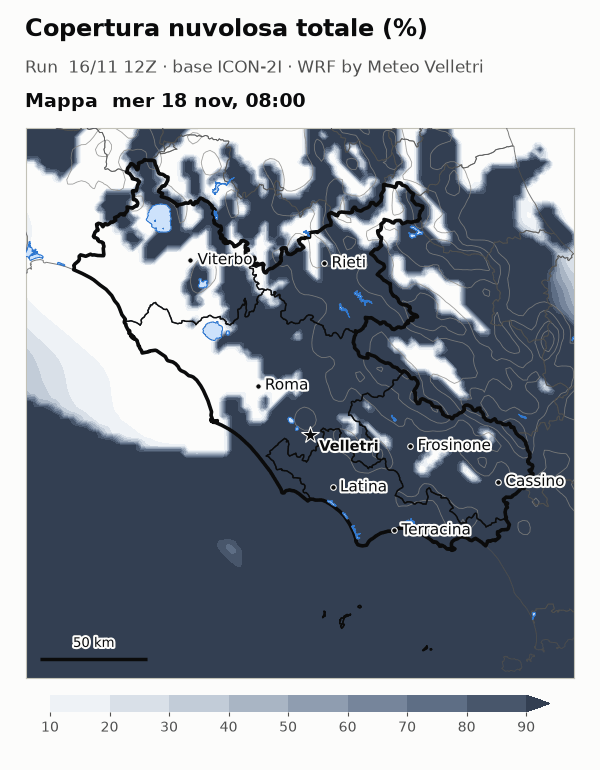 Copertura nuvolosa totale (%)
Run  16/11 12Z · base ICON-2I · WRF by Meteo Velletri
Mappa  mer 18 nov, 08:00
Viterbo
Rieti
Roma
Velletri
Frosinone
Latina
Cassino
Terracina
50 km
10 20 30 40 50 60 70 80 90